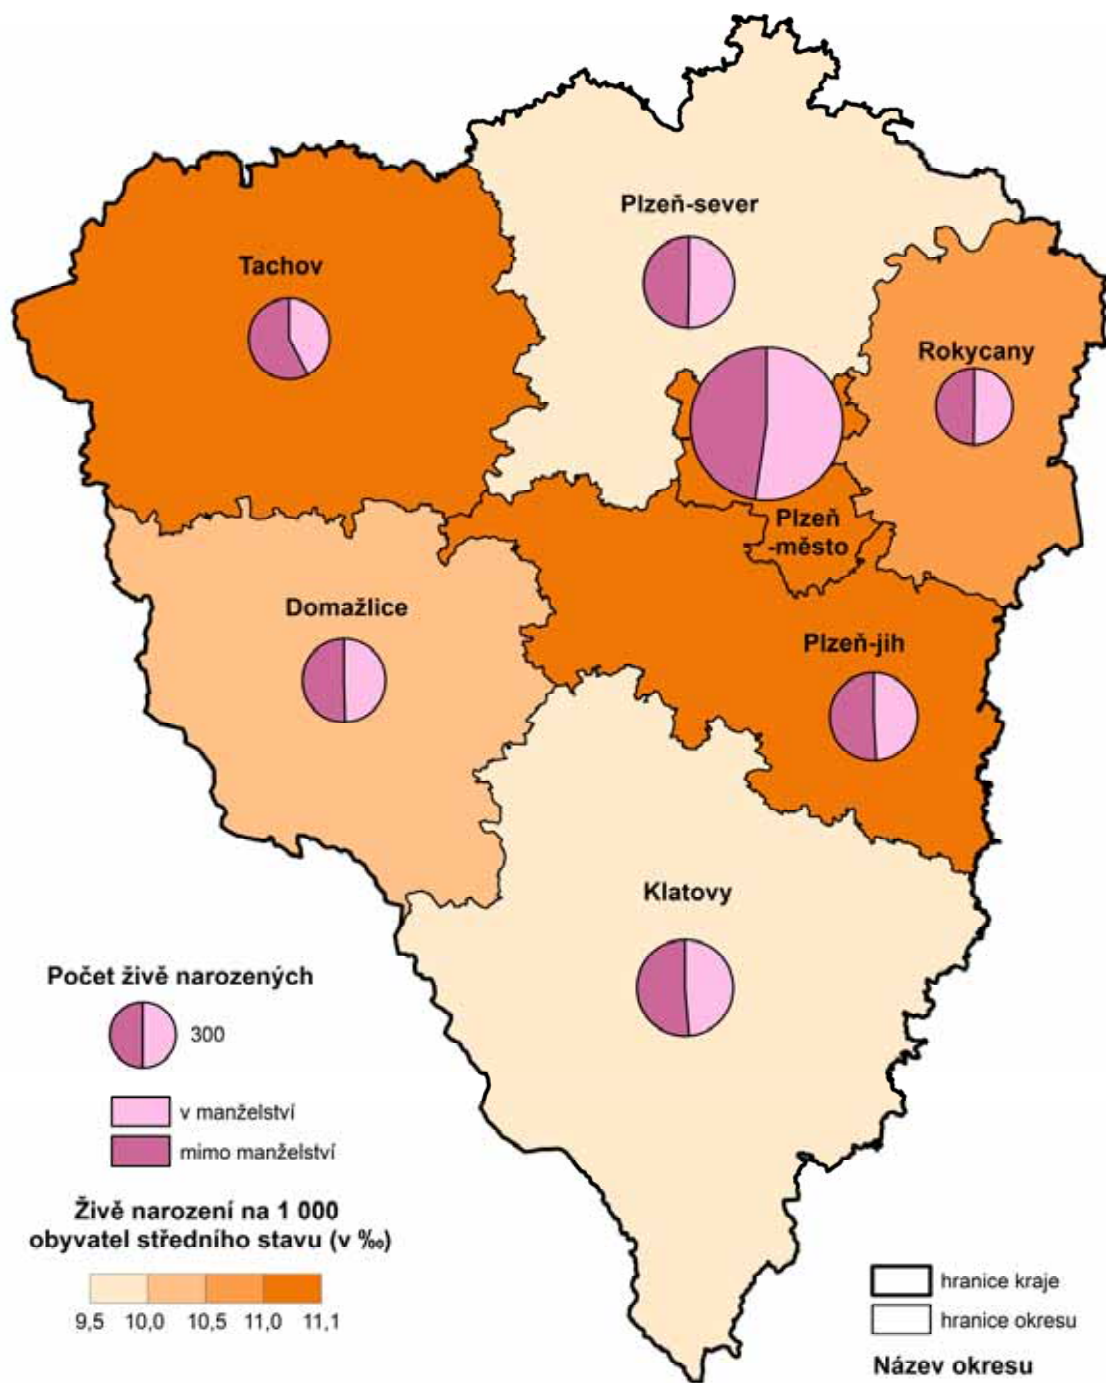 Plzeň-sever
Tachov
Rokycany
Plzeň
-město
Domažlice
Plzeň-jih
Klatovy
Počet živě narozených
300
v manželství
mimo manželství
Živě narození na 1 000
obyvatel středního stavu (v ‰)
9,5 10,0 10,5 11,0 11,1
hranice kraje
hranice okresu
Název okresu